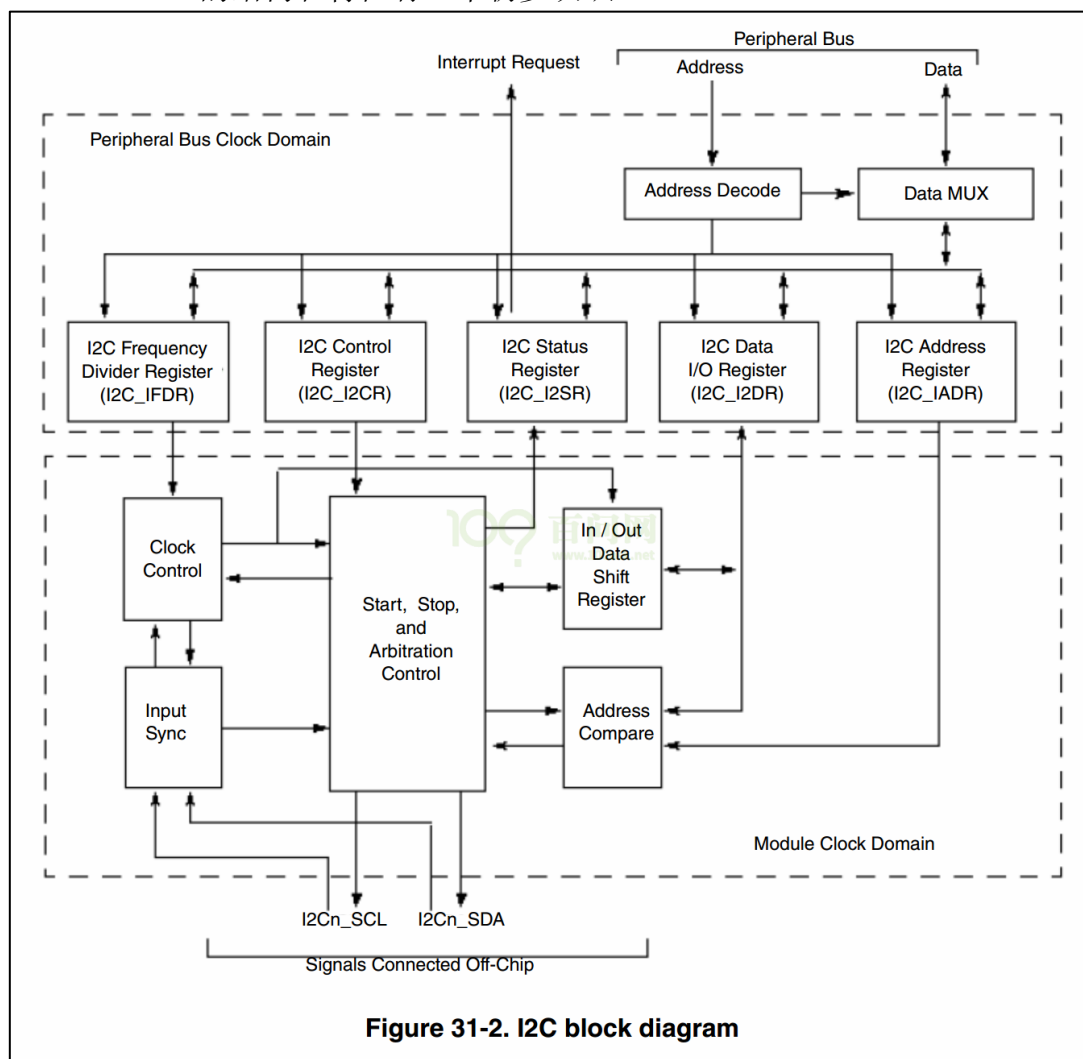 Peripheral Bus
Interrupt Request
Address
Data
Peripheral Bus Clock Domain
Address Decode
Data MUX
I2C Frequency
Divider Register
(I2C_IFDR)
I2C Control
Register
(I2C_I2CR)
I2C Status
Register
(I2C_I2SR)
I2C Data
I/O Register
(I2C_I2DR)
I2C Address
Register
(I2C_IADR)
Clock
Control
Start, Stop,
and
Arbitration
Control
In / Out
Data
Shift
Register
百问网
Input
Sync
Address
Compare
Module Clock Domain
I2Cn_SCL
I2Cn_SDA
Signals Connected Off-Chip
Figure 31-2. I2C block diagram